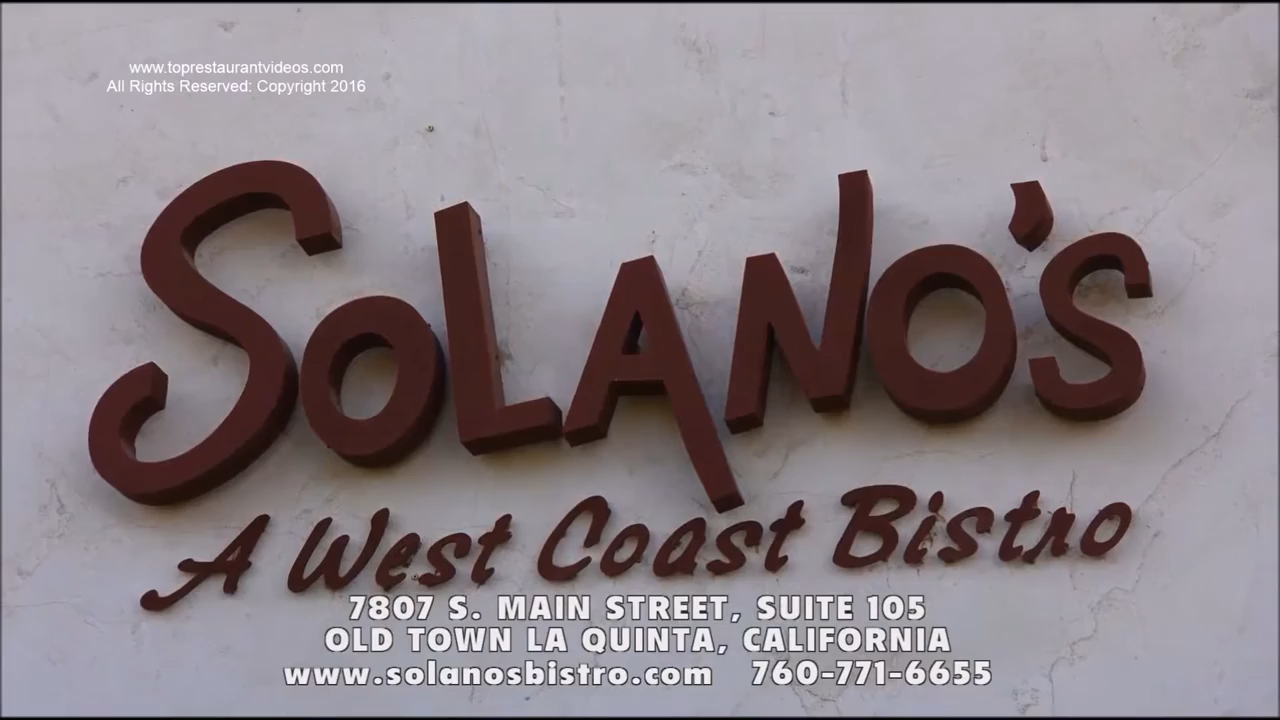 www.toprestaurantvideos.com
All Rights Reserved: Copyright 2016
SOLANO'S
A West Coast Bistro
7807 S. MAIN STREET, SUITE 105
OLD TOWN LA QUINTA, CALIFORNIA
www.solanosbistro.com 760-771-6655